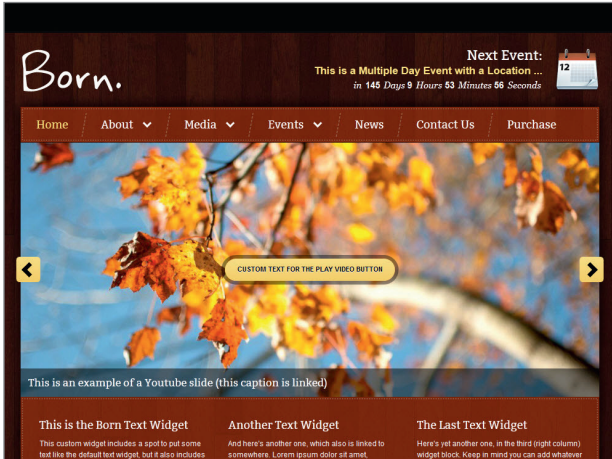 Born.
Next Event:
This is a Multiple Day Event with a Location ...
in 145 Days 9 Hours 53 Minutes 56 Seconds
12
Home About Media Events News Contact Us Purchase
CUSTOM TEXT FOR THE PLAY VIDEO BUTTON
This is an example of a Youtube slide (this caption is linked)
This is the Born Text Widget
This custom widget includes a spot to put some
text like the default text widget, but it also includes
Another Text Widget
And here's another one, which also is linked to
somewhere. Lorem ipsum dolor sit amet,
The Last Text Widget
Here's yet another one, in the third (right column)
widget block. Keep in mind you can add whatever